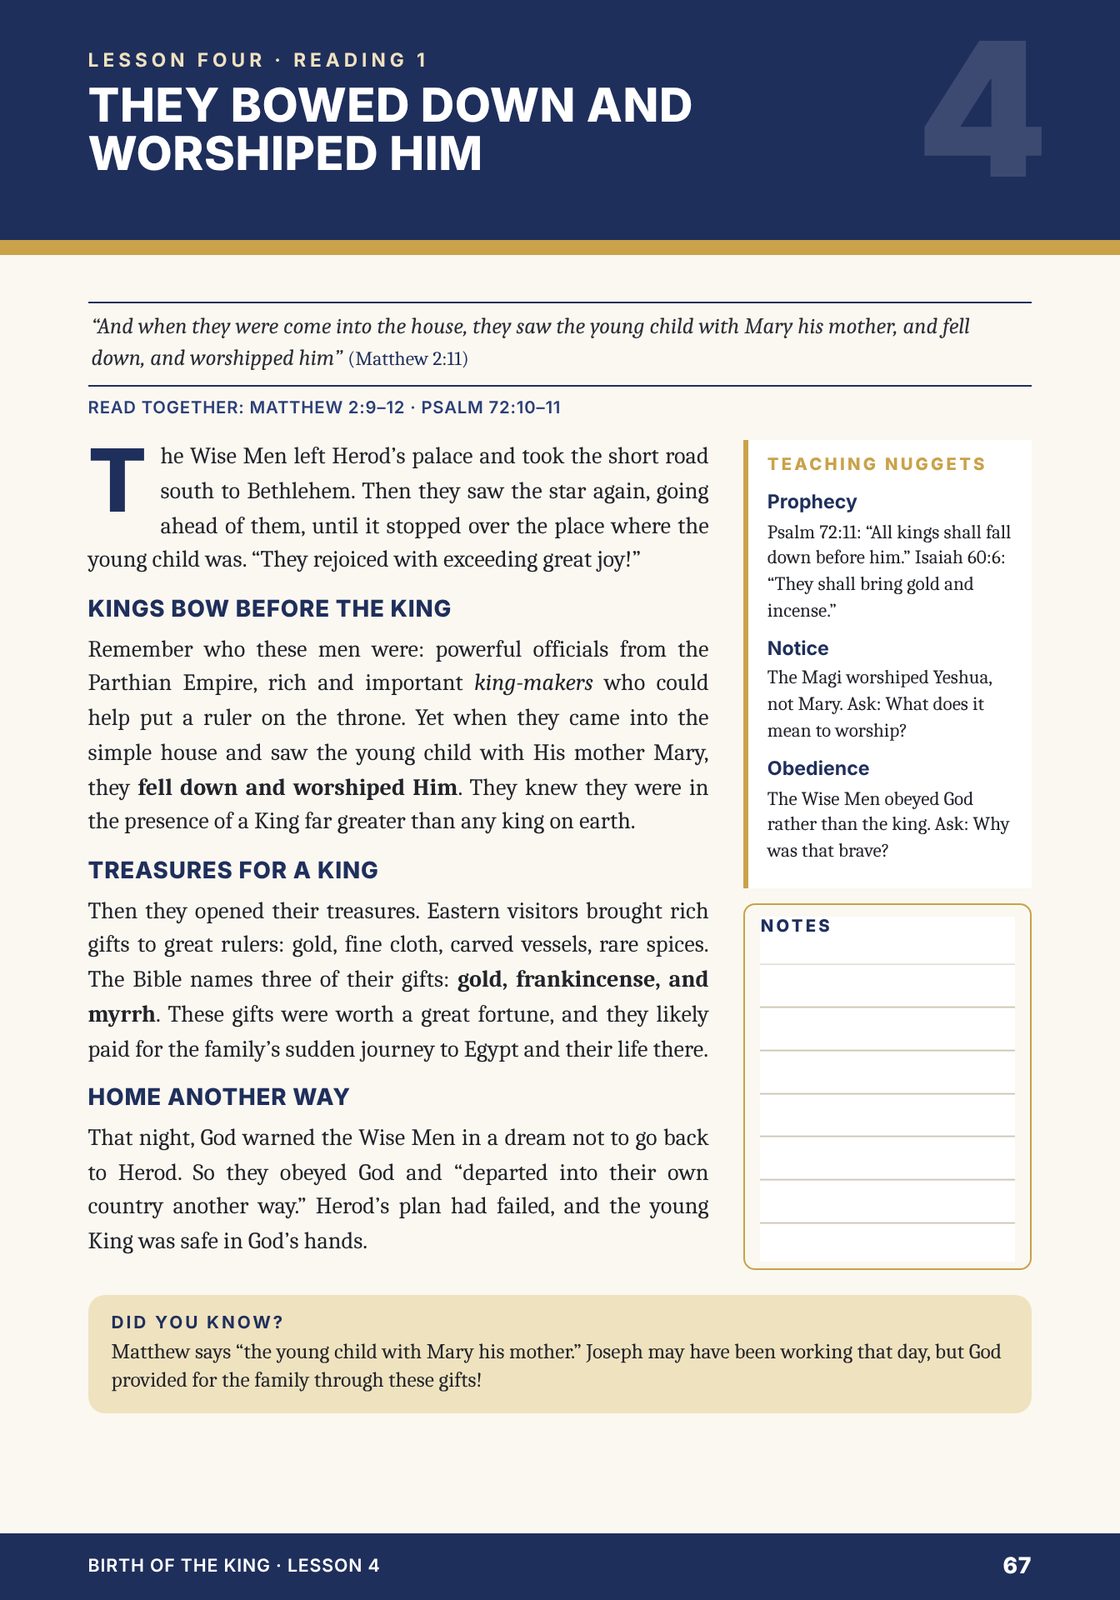 LESSON FOUR · READING 1
THEY BOWED DOWN AND
WORSHIPED HIM
4
“And when they were come into the house, they saw the young child with Mary his mother, and fell
down, and worshipped him” (Matthew 2:11)
READ TOGETHER: MATTHEW 2:9–12 · PSALM 72:10–11
The Wise Men left Herod’s palace and took the short road
south to Bethlehem. Then they saw the star again, going
ahead of them, until it stopped over the place where the
young child was. “They rejoiced with exceeding great joy!”
KINGS BOW BEFORE THE KING
Remember who these men were: powerful officials from the
Parthian Empire, rich and important king-makers who could
help put a ruler on the throne. Yet when they came into the
simple house and saw the young child with His mother Mary,
they fell down and worshiped Him. They knew they were in
the presence of a King far greater than any king on earth.
TREASURES FOR A KING
Then they opened their treasures. Eastern visitors brought rich
gifts to great rulers: gold, fine cloth, carved vessels, rare spices.
The Bible names three of their gifts: gold, frankincense, and
myrrh. These gifts were worth a great fortune, and they likely
paid for the family’s sudden journey to Egypt and their life there.
HOME ANOTHER WAY
That night, God warned the Wise Men in a dream not to go back
to Herod. So they obeyed God and “departed into their own
country another way.” Herod’s plan had failed, and the young
King was safe in God’s hands.
TEACHING NUGGETS
Prophecy
Psalm 72:11: “All kings shall fall
down before him.” Isaiah 60:6:
“They shall bring gold and
incense.”
Notice
The Magi worshiped Yeshua,
not Mary. Ask: What does it
mean to worship?
Obedience
The Wise Men obeyed God
rather than the king. Ask: Why
was that brave?
NOTES
DID YOU KNOW?
Matthew says “the young child with Mary his mother.” Joseph may have been working that day, but God
provided for the family through these gifts!
BIRTH OF THE KING · LESSON 4
67